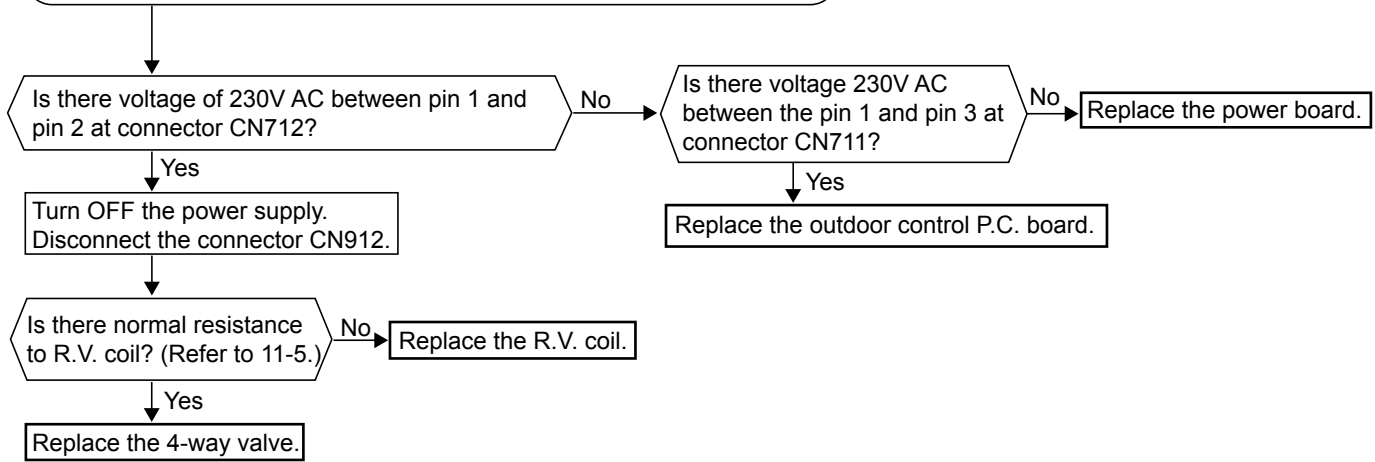 Is there voltage of 230V AC between pin 1 and
pin 2 at connector CN712?
No
Is there voltage 230V AC
between the pin 1 and pin 3 at
connector CN711?
No
Replace the power board.
Yes
Yes
Turn OFF the power supply.
Disconnect the connector CN912.
Replace the outdoor control P.C. board.
Is there normal resistance
to R.V. coil? (Refer to 11-5.)
No
Replace the R.V. coil.
Yes
Replace the 4-way valve.